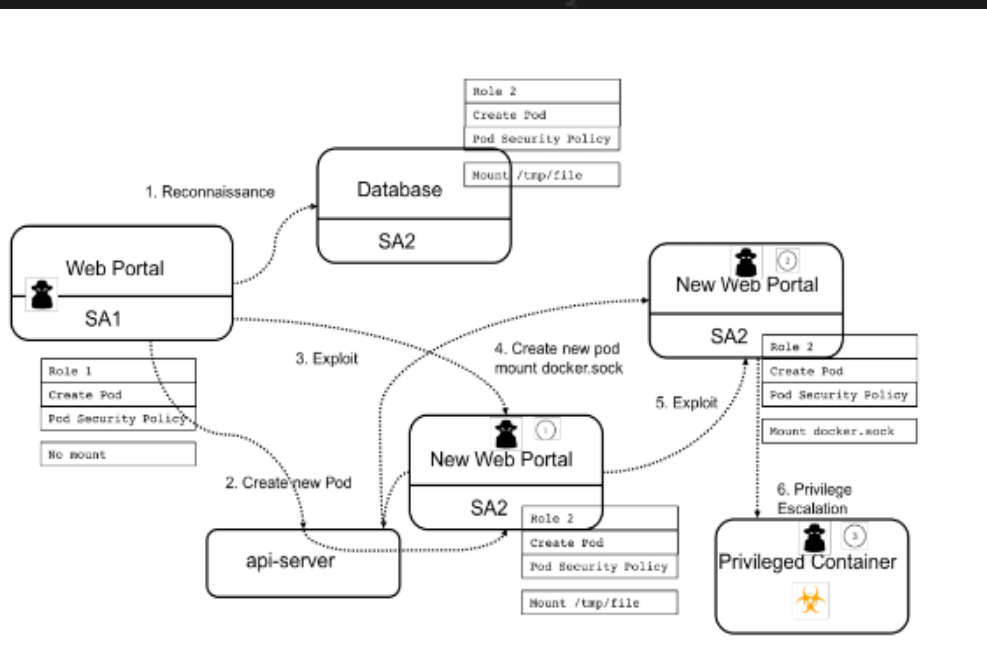 Role 2
Create Pod
Pod Security Policy
Mount /tmp/file
1. Reconnaissance
Database
SA2
Web Portal
SA1
Role 1
Create Pod
Pod Security Policy
No mount
3. Exploit
4. Create new pod
mount docker.sock
2
New Web Portal
SA2
Role 2
Create Pod
Pod Security Policy
Mount docker.sock
5. Exploit
1
New Web Portal
SA2
Role 2
Create Pod
Pod Security Policy
Mount /tmp/file
2. Create new Pod
api-server
6. Privilege
Escalation
3
Privileged Container